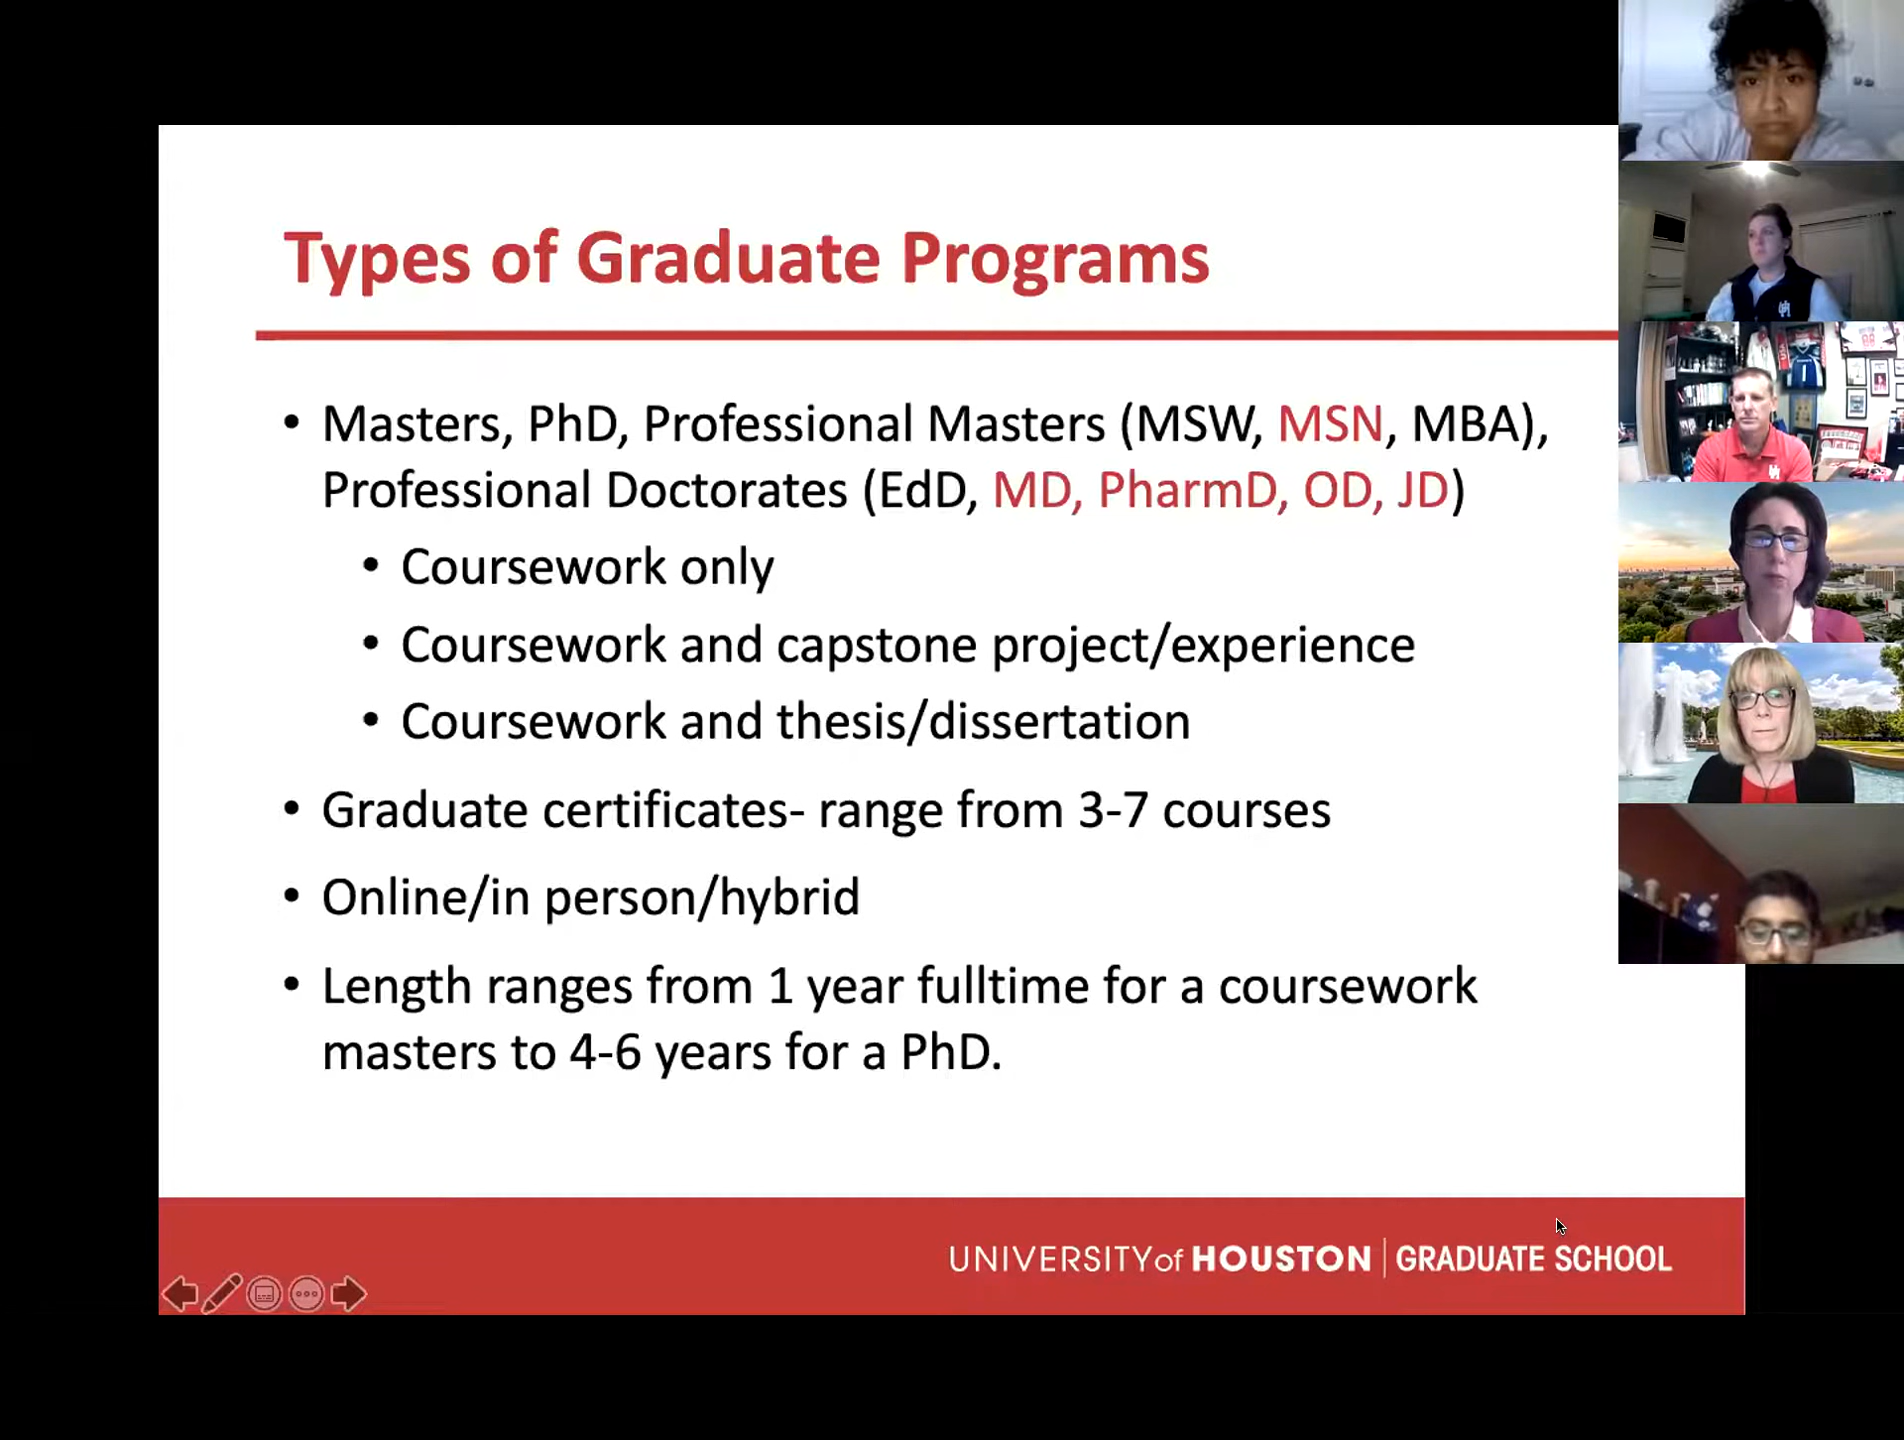 Types of Graduate Programs
• Masters, PhD, Professional Masters (MSW, MSN, MBA),
Professional Doctorates (EdD, MD, PharmD, OD, JD)
• Coursework only
• Coursework and capstone project/experience
• Coursework and thesis/dissertation
• Graduate certificates- range from 3-7 courses
• Online/in person/hybrid
• Length ranges from 1 year fulltime for a coursework
masters to 4-6 years for a PhD.
UNIVERSITY of HOUSTON | GRADUATE SCHOOL